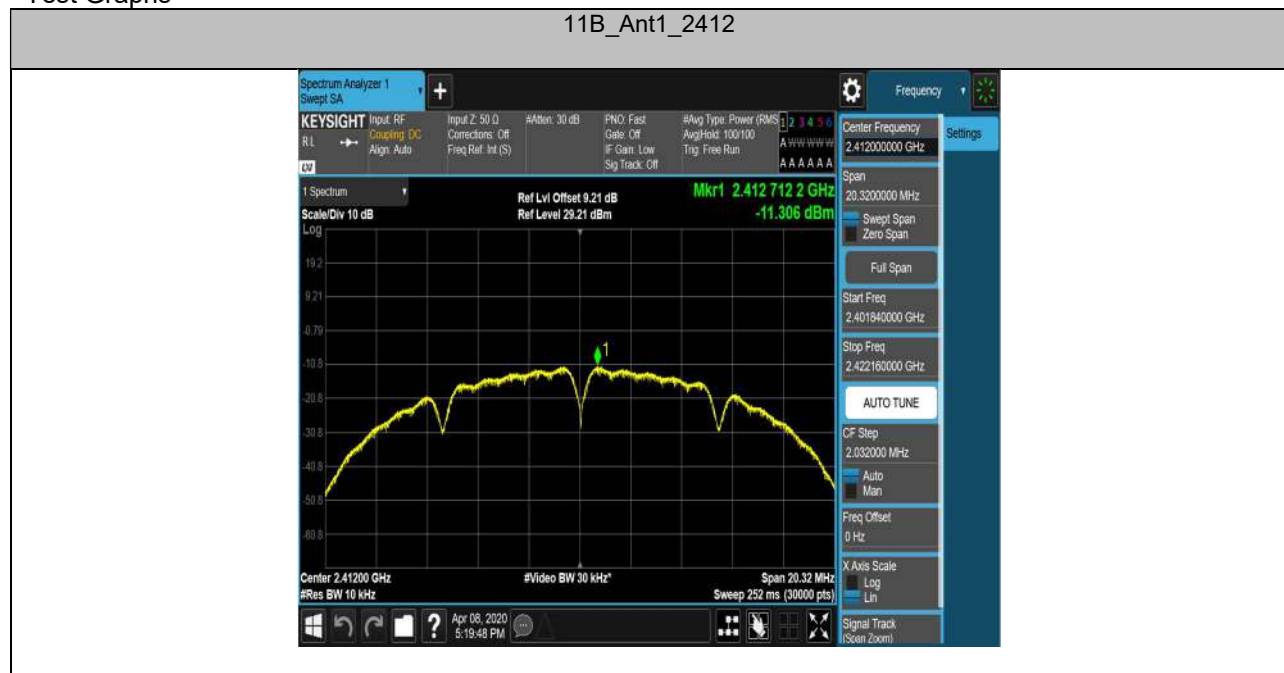 11B_Ant1_2412
Spectrum Analyzer 1
Swept SA
+
Frequency
KEYSIGHT
RL
Input: RF
Coupling: DC
Align: Auto
Input Z: 50 Ω
Corrections: Off
Freq Ref: Int (S)
#Atten: 30 dB
PNO: Fast
Gate: Off
IF Gain: Low
Sig Track: Off
#Avg Type: Power (RMS
Avg|Hold: 100/100
Trig: Free Run
1 2 3 4 5 6
A W W W W W
A A A A A A
1 Spectrum
Scale/Div 10 dB
Log
Ref Lvl Offset 9.21 dB
Ref Level 29.21 dBm
Mkr1 2.412 712 2 GHz
-11.306 dBm
19.2
9.21
-0.79
-10.8
-20.8
-30.8
-40.8
-50.8
-60.8
1
Center 2.41200 GHz
#Res BW 10 kHz
#Video BW 30 kHz*
Span 20.32 MHz
Sweep 252 ms (30000 pts)
?
Apr 08, 2020
5:19:48 PM
Center Frequency
2.412000000 GHz
Settings
Span
20.3200000 MHz
Swept Span
Zero Span
Full Span
Start Freq
2.401840000 GHz
Stop Freq
2.422160000 GHz
AUTO TUNE
CF Step
2.032000 MHz
Auto
Man
Freq Offset
0 Hz
X Axis Scale
Log
Lin
Signal Track
(Span Zoom)